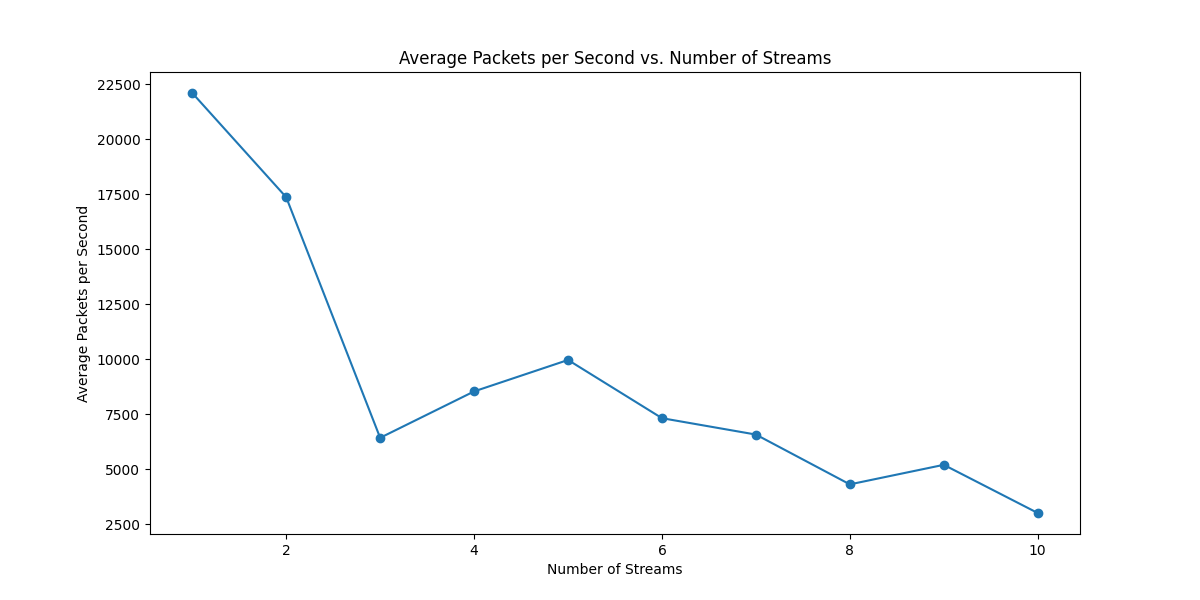 Average Packets per Second vs. Number of Streams
22500
20000
17500
15000
12500
10000
7500
5000
2500
Average Packets per Second
2 4 6 8 10
Number of Streams